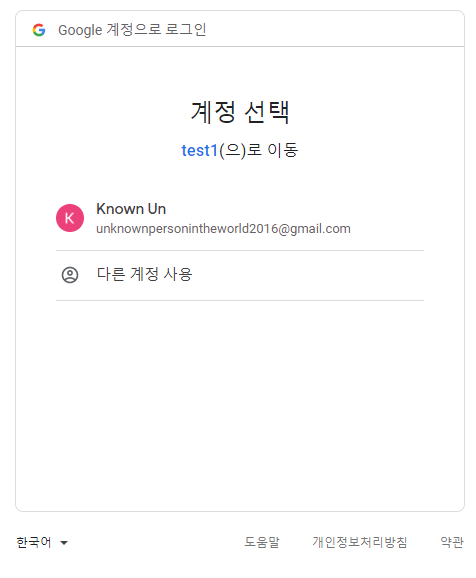 Google 계정으로 로그인
계정 선택
test1(으)로 이동
K
Known Un
unknownpersonintheworld2016@gmail.com
다른 계정 사용
한국어 도움말 개인정보처리방침 약관